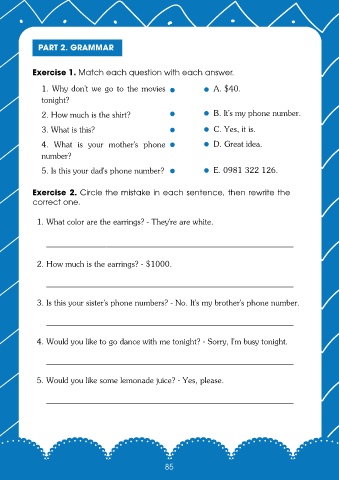 PART 2. GRAMMAR
Exercise 1. Match each question with each answer.
1. Why don't we go to the movies
tonight?
A. $40.
2. How much is the shirt?
B. It's my phone number.
3. What is this?
C. Yes, it is.
4. What is your mother's phone
number?
D. Great idea.
5. Is this your dad's phone number?
E. 0981 322 126.
Exercise 2. Circle the mistake in each sentence, then rewrite the
correct one.
1. What color are the earrings? - They're are white.
2. How much is the earrings? - $1000.
3. Is this your sister's phone numbers? - No. It's my brother's phone number.
4. Would you like to go dance with me tonight? - Sorry, I'm busy tonight.
5. Would you like some lemonade juice? - Yes, please.
85